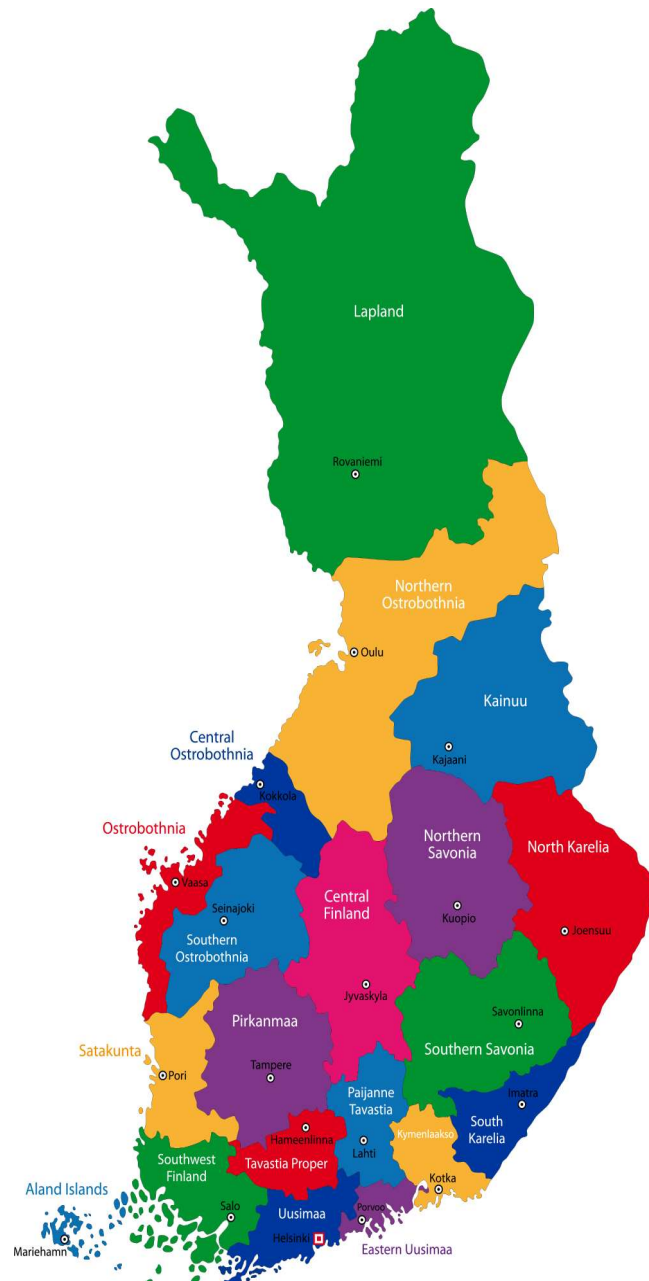 Lapland
Rovaniemi
Northern
Ostrobothnia
Oulu
Kainuu
Central
Ostrobothnia
Kajaani
Kokkola
Ostrobothnia
Northern
Savonia
North Karelia
Vaasa
Central
Finland
Seinajoki
Kuopio
Southern
Ostrobothnia
Joensuu
Jyvaskyla
Savonlinna
Pirkanmaa
Satakunta
Southern Savonia
Pori
Tampere
Paijanne
Tavastia
Imatra
South
Karelia
Hameenlinna
Kymenlaakso
Lahti
Southwest
Finland
Tavastia Proper
Aland Islands
Kotka
Salo
Uusimaa
Porvoo
Helsinki
Mariehamn
Eastern Uusimaa